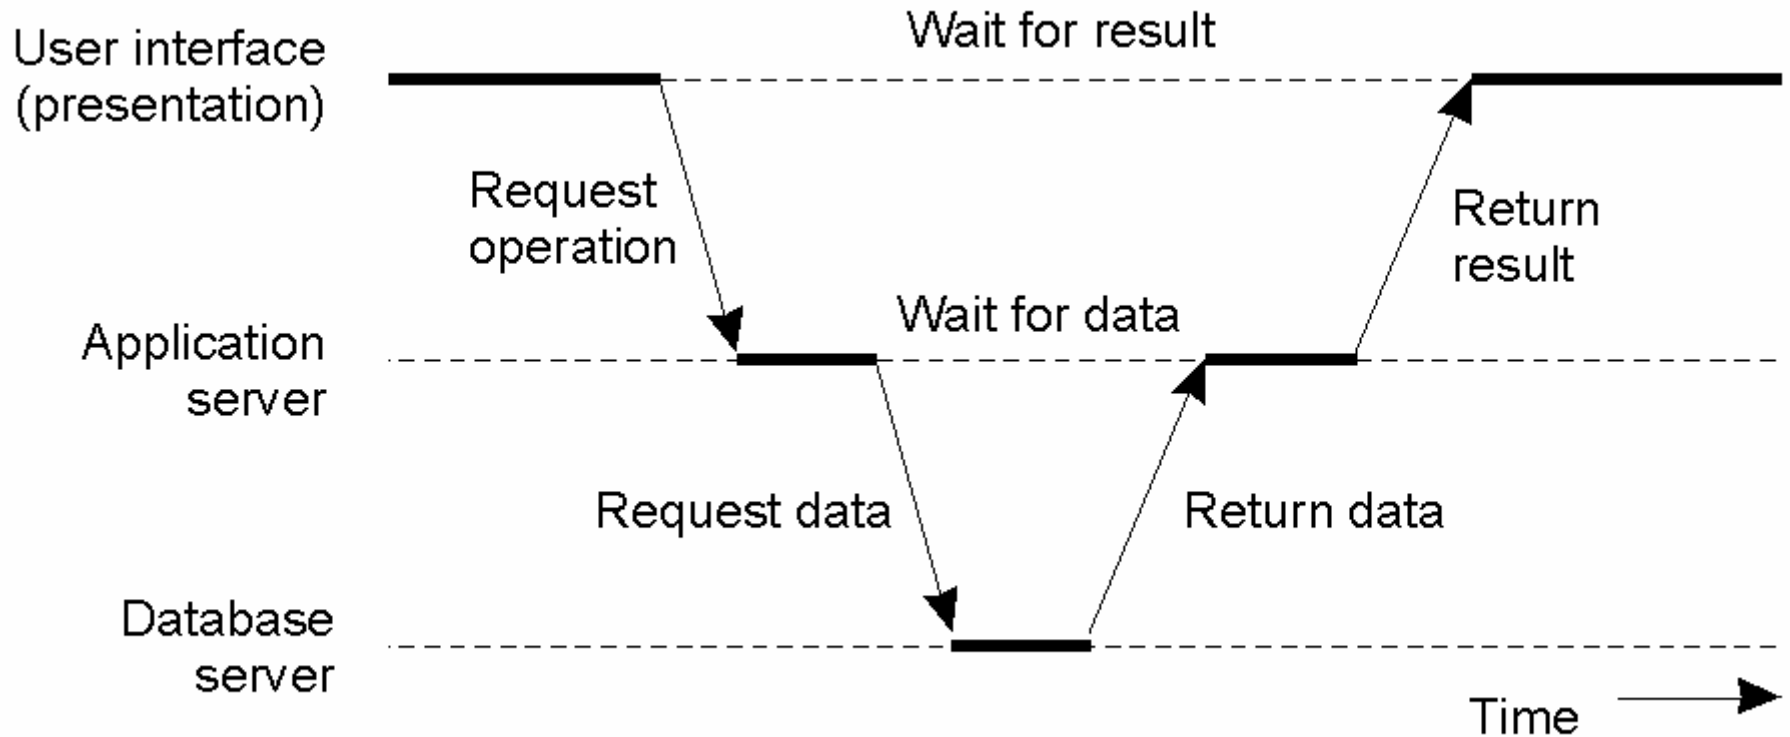 Wait for result
User interface
(presentation)
Request
operation
Return
result
Wait for data
Application
server
Request data
Return data
Database
server
Time